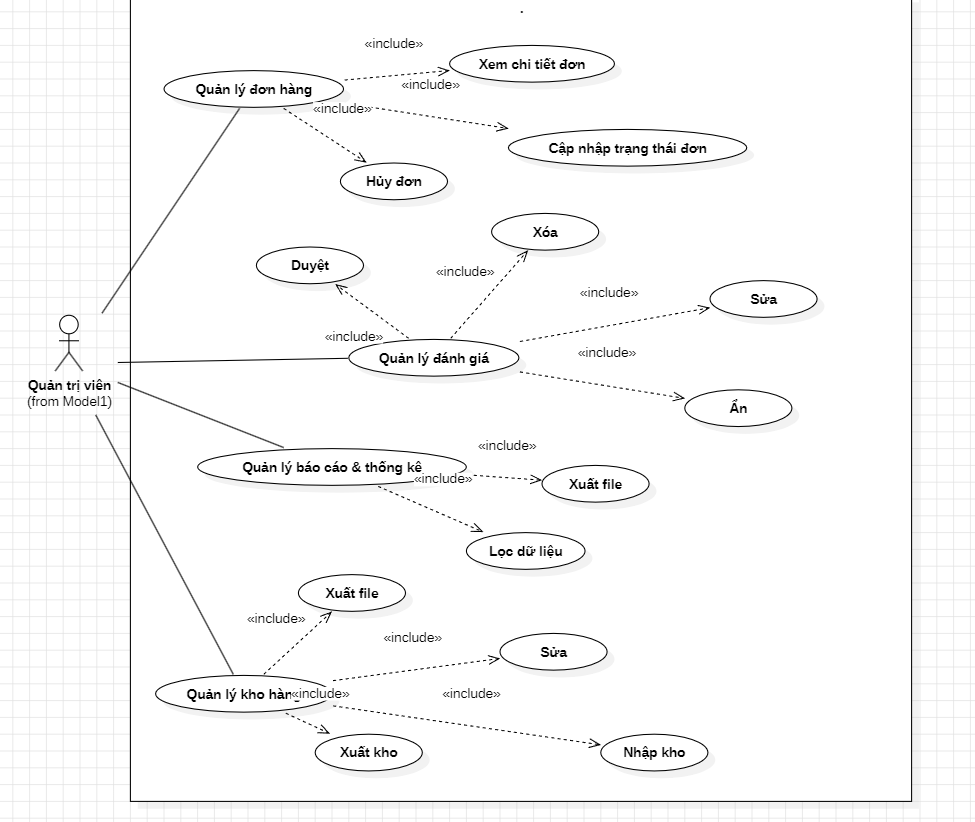 «include»
Xem chi tiết đơn
Quản lý đơn hàng
«include»
«include»
Cập nhập trạng thái đơn
Hủy đơn
Xóa
Duyệt
«include»
«include»
Sửa
«include»
Quản lý đánh giá
«include»
Quản trị viên
(from Model1)
Ẩn
«include»
Quản lý báo cáo & thống kê
«include»
Xuất file
Lọc dữ liệu
Xuất file
«include»
«include»
Sửa
Quản lý kho hàng
«include»
«include»
Xuất kho
Nhập kho